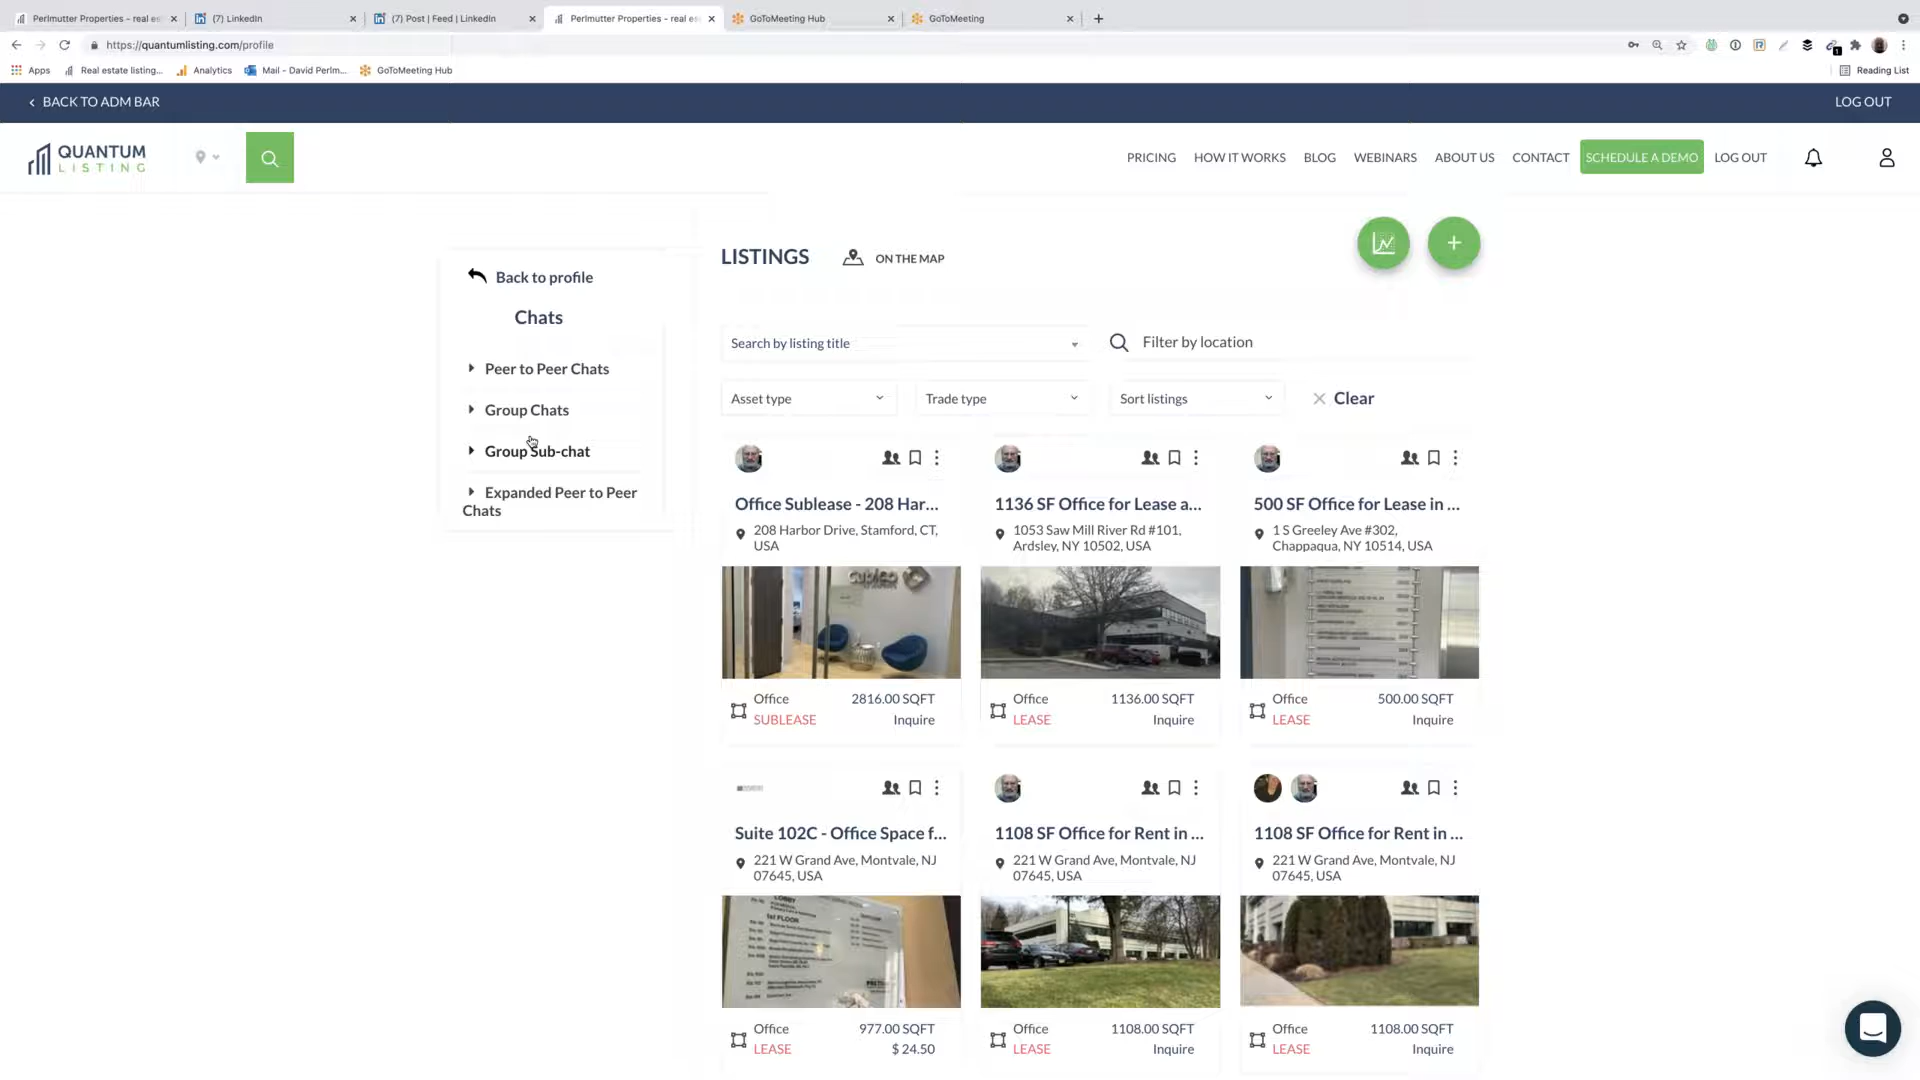 Perlmutter Properties - real es
(7) LinkedIn
(7) Post | Feed | LinkedIn
Perlmutter Properties - real es
GoToMeeting Hub
GoToMeeting
https://quantumlisting.com/profile
Apps
Real estate listing...
Analytics
Mail - David Perlm...
GoToMeeting Hub
Reading List
BACK TO ADM BAR
LOG OUT
QUANTUM
LISTING
PRICING
HOW IT WORKS
BLOG
WEBINARS
ABOUT US
CONTACT
SCHEDULE A DEMO
LOG OUT
Back to profile
Chats
Peer to Peer Chats
Group Chats
Group Sub-chat
Expanded Peer to Peer
Chats
LISTINGS
ON THE MAP
Search by listing title
Filter by location
Asset type
Trade type
Sort listings
Clear
Office Sublease - 208 Har...
208 Harbor Drive, Stamford, CT,
USA
cubico
Office
2816.00 SQFT
SUBLEASE
Inquire
1136 SF Office for Lease a...
1053 Saw Mill River Rd #101,
Ardsley, NY 10502, USA
Office
1136.00 SQFT
LEASE
Inquire
500 SF Office for Lease in ...
1 S Greeley Ave #302,
Chappaqua, NY 10514, USA
Office
500.00 SQFT
LEASE
Inquire
Suite 102C - Office Space f...
221 W Grand Ave, Montvale, NJ
07645, USA
LOBBY
1st FLOOR
Office
977.00 SQFT
LEASE
$ 24.50
1108 SF Office for Rent in ...
221 W Grand Ave, Montvale, NJ
07645, USA
Office
1108.00 SQFT
LEASE
Inquire
1108 SF Office for Rent in ...
221 W Grand Ave, Montvale, NJ
07645, USA
Office
1108.00 SQFT
LEASE
Inquire